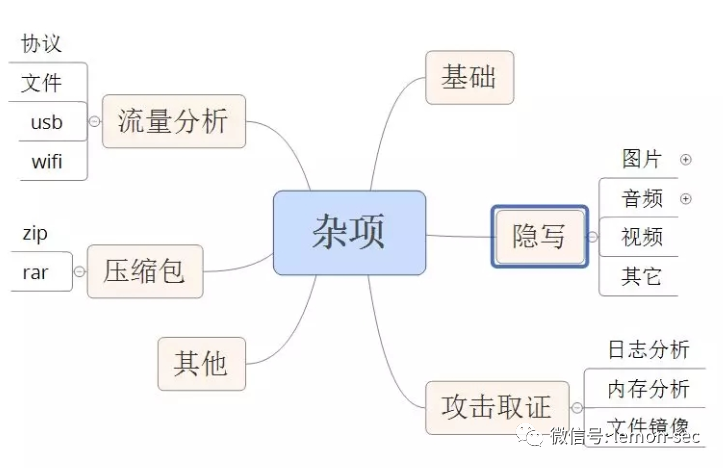 杂项
基础
隐写
图片
音频
视频
其它
攻击取证
日志分析
内存分析
文件镜像
流量分析
协议
文件
usb
wifi
压缩包
zip
rar
其他
微信号: lemon-sec